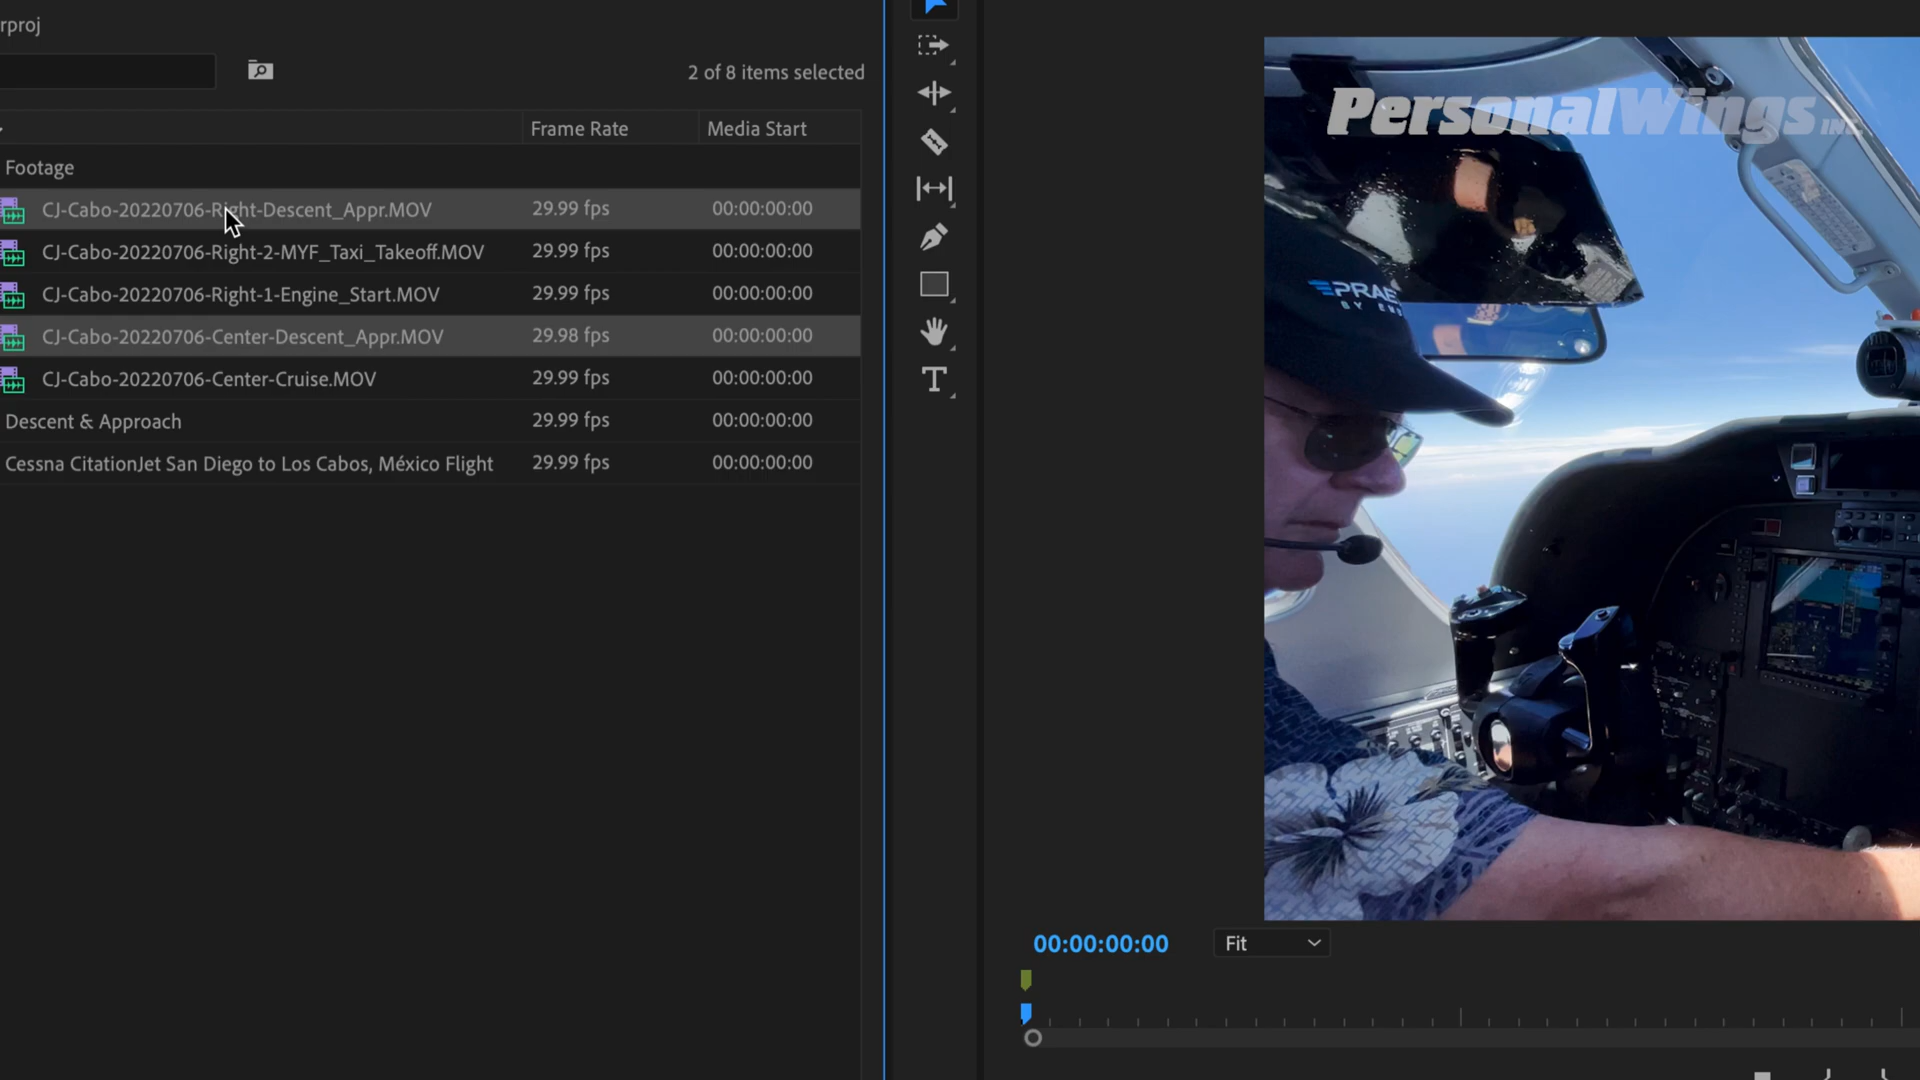 rproj
2 of 8 items selected
Frame Rate Media Start
Footage
CJ-Cabo-20220706-Right-Descent_Appr.MOV 29.99 fps 00:00:00:00
CJ-Cabo-20220706-Right-2-MYF_Taxi_Takeoff.MOV 29.99 fps 00:00:00:00
CJ-Cabo-20220706-Right-1-Engine_Start.MOV 29.99 fps 00:00:00:00
CJ-Cabo-20220706-Center-Descent_Appr.MOV 29.98 fps 00:00:00:00
CJ-Cabo-20220706-Center-Cruise.MOV 29.99 fps 00:00:00:00
Descent & Approach 29.99 fps 00:00:00:00
Cessna CitationJet San Diego to Los Cabos, México Flight 29.99 fps 00:00:00:00
PersonalWings INC
PRAE
BY
00:00:00:00 Fit